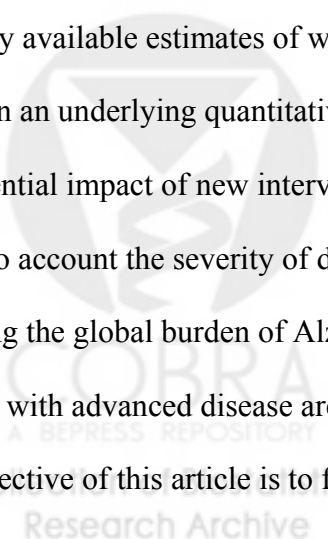 y available estimates of w
n an underlying quantitativ
ential impact of new interv
o account the severity of d
ng the global burden of Alz
COBRA
with advanced disease are
A BEPRESS REPOSITORY
ective of this article is to f
Research Archive